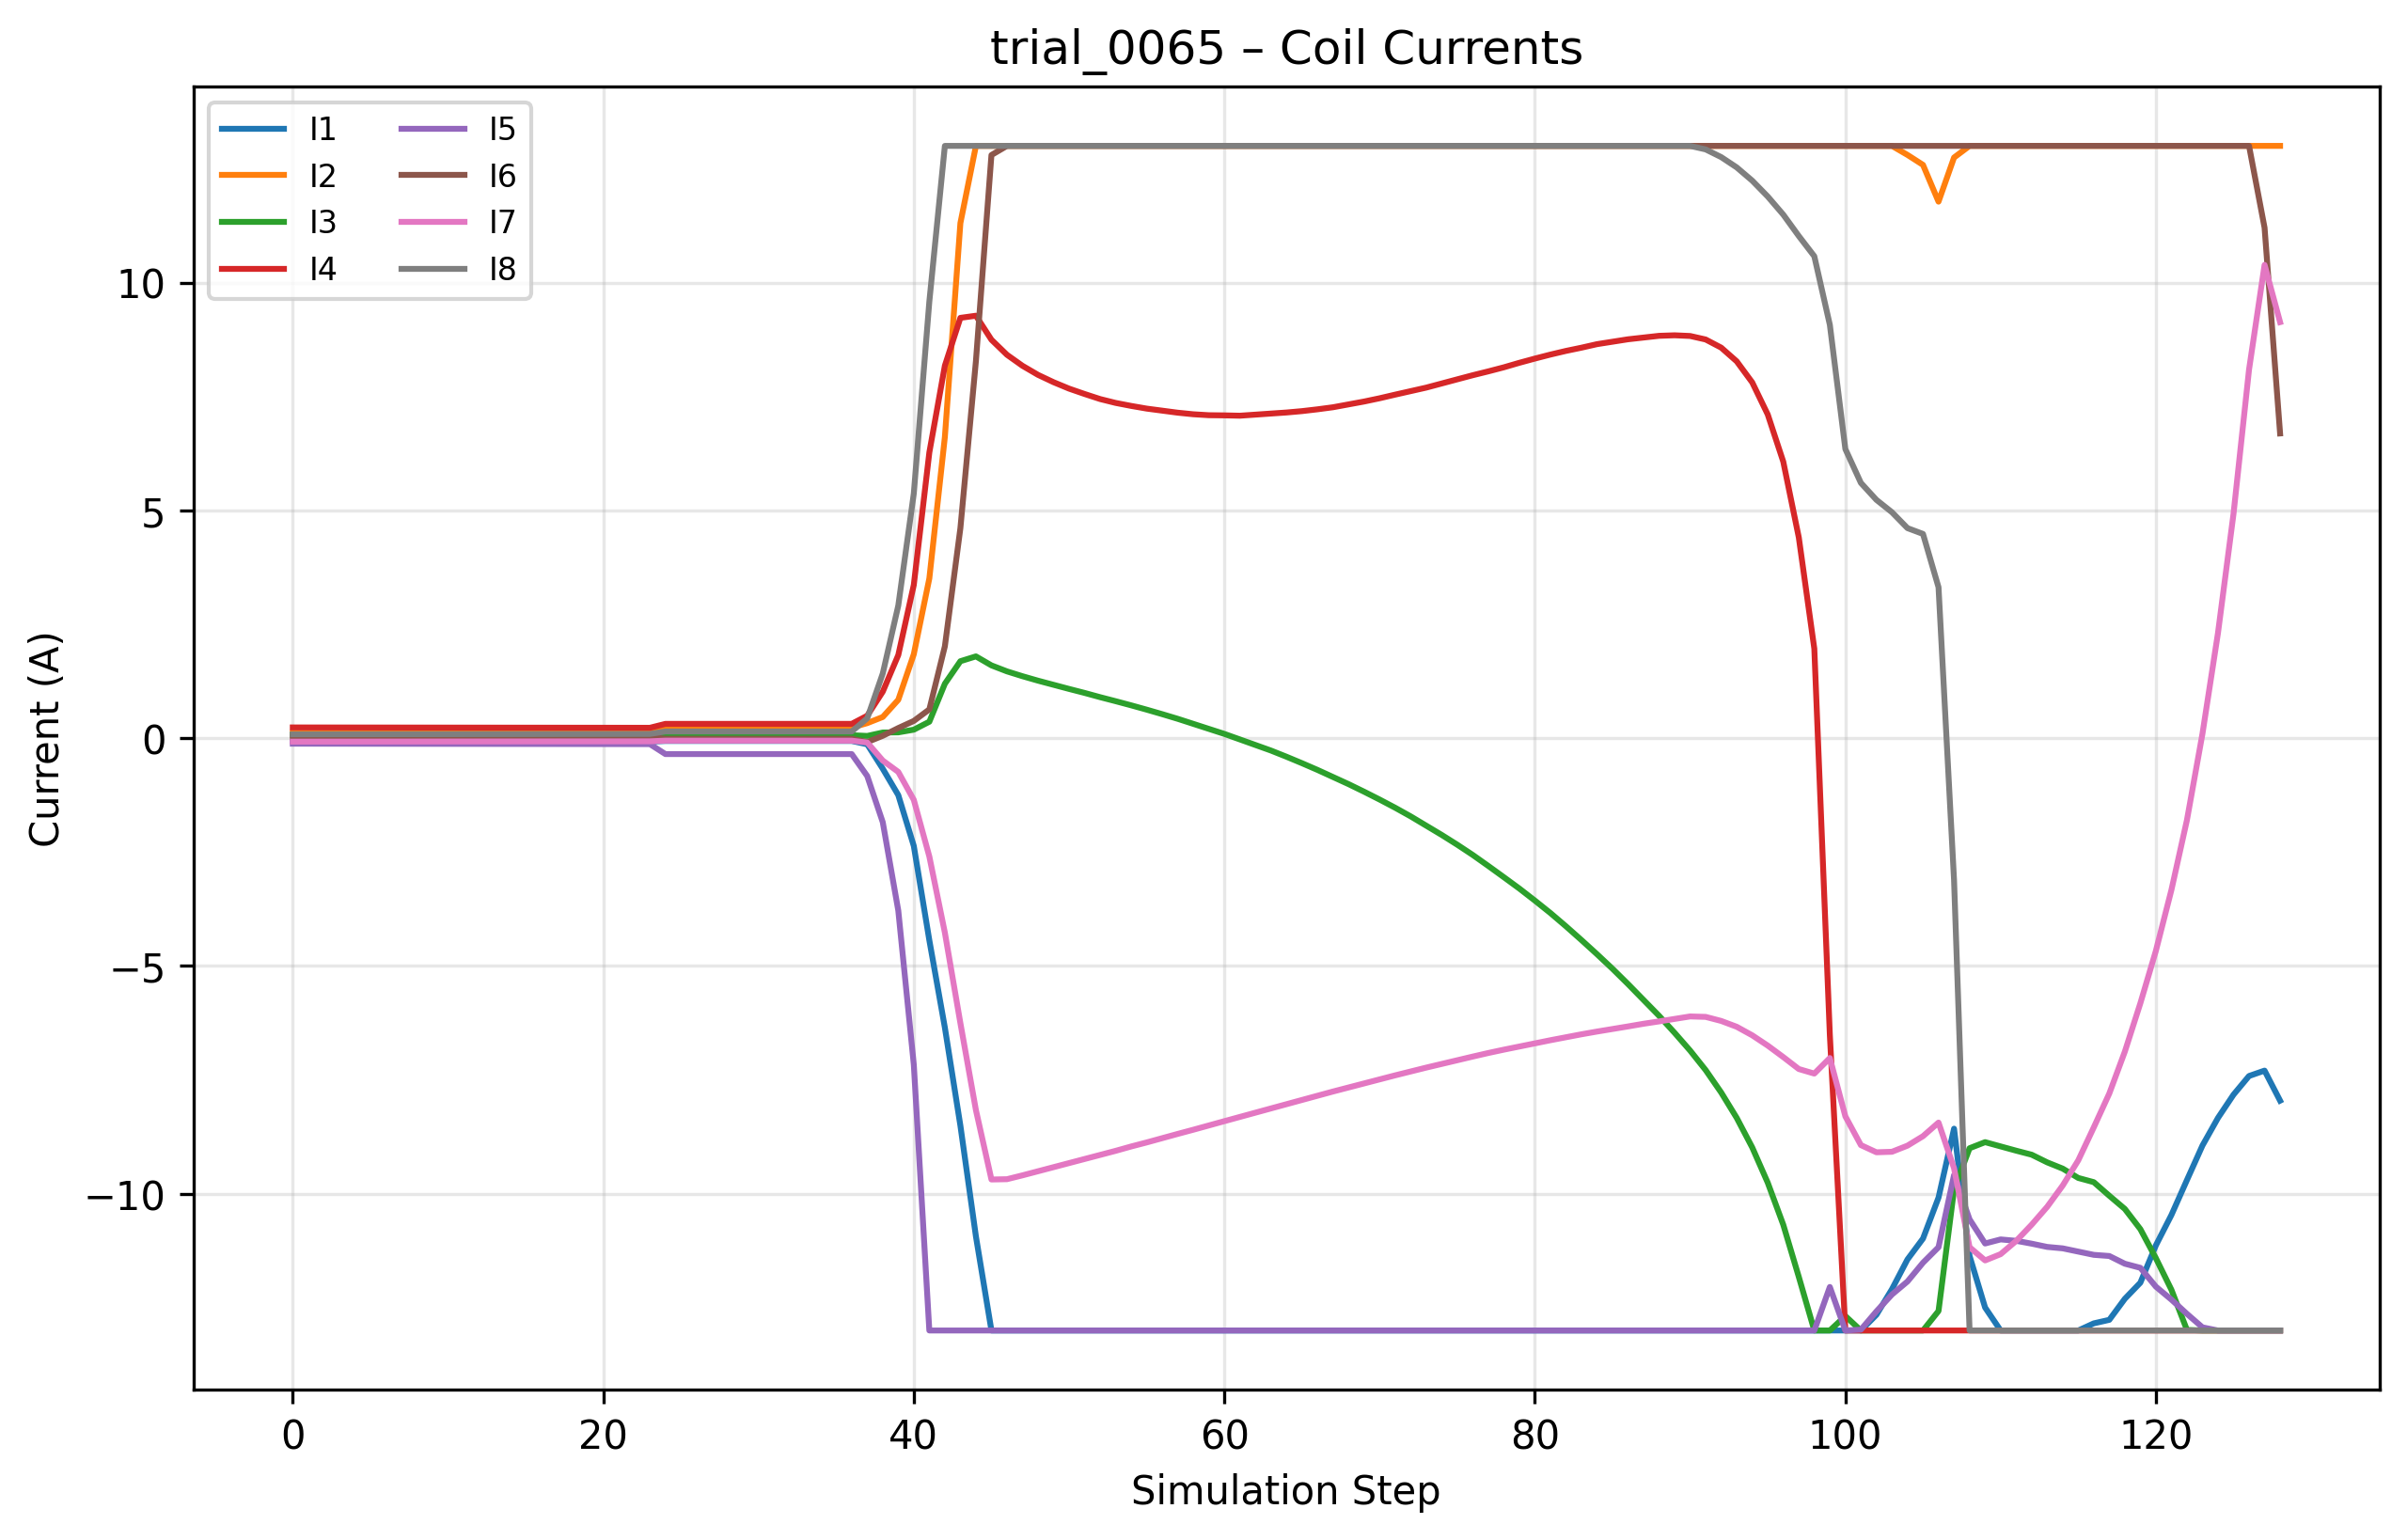 trial_0065 – Coil Currents
I1 I5
I2 I6
I3 I7
I4 I8
10
5
0
−5
−10
Current (A)
0 20 40 60 80 100 120
Simulation Step